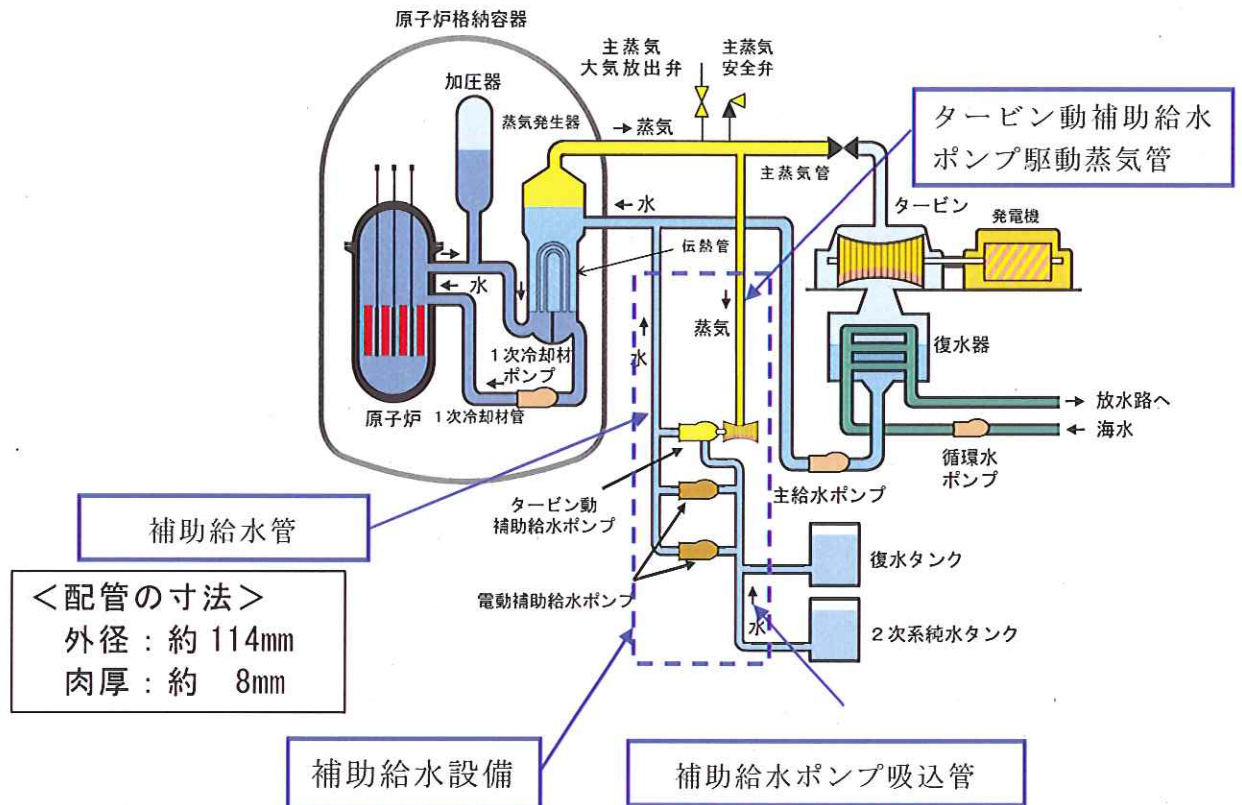 原子炉格納容器
主蒸気
大気放出弁
主蒸気
安全弁
加圧器
蒸気発生器
→蒸気
タービン動補助給水
ポンプ駆動蒸気管
主蒸気管
←水
タービン
発電機
伝熱管
水
蒸気
復水器
水
1次冷却材
ポンプ
1次冷却材管
原子炉
→ 放水路へ
← 海水
循環水
ポンプ
主給水ポンプ
タービン動
補助給水ポンプ
補助給水管
電動補助給水ポンプ
復水タンク
水
2次系純水タンク
＜配管の寸法＞
外径：約 114mm
肉厚：約 8mm
補助給水設備
補助給水ポンプ吸込管